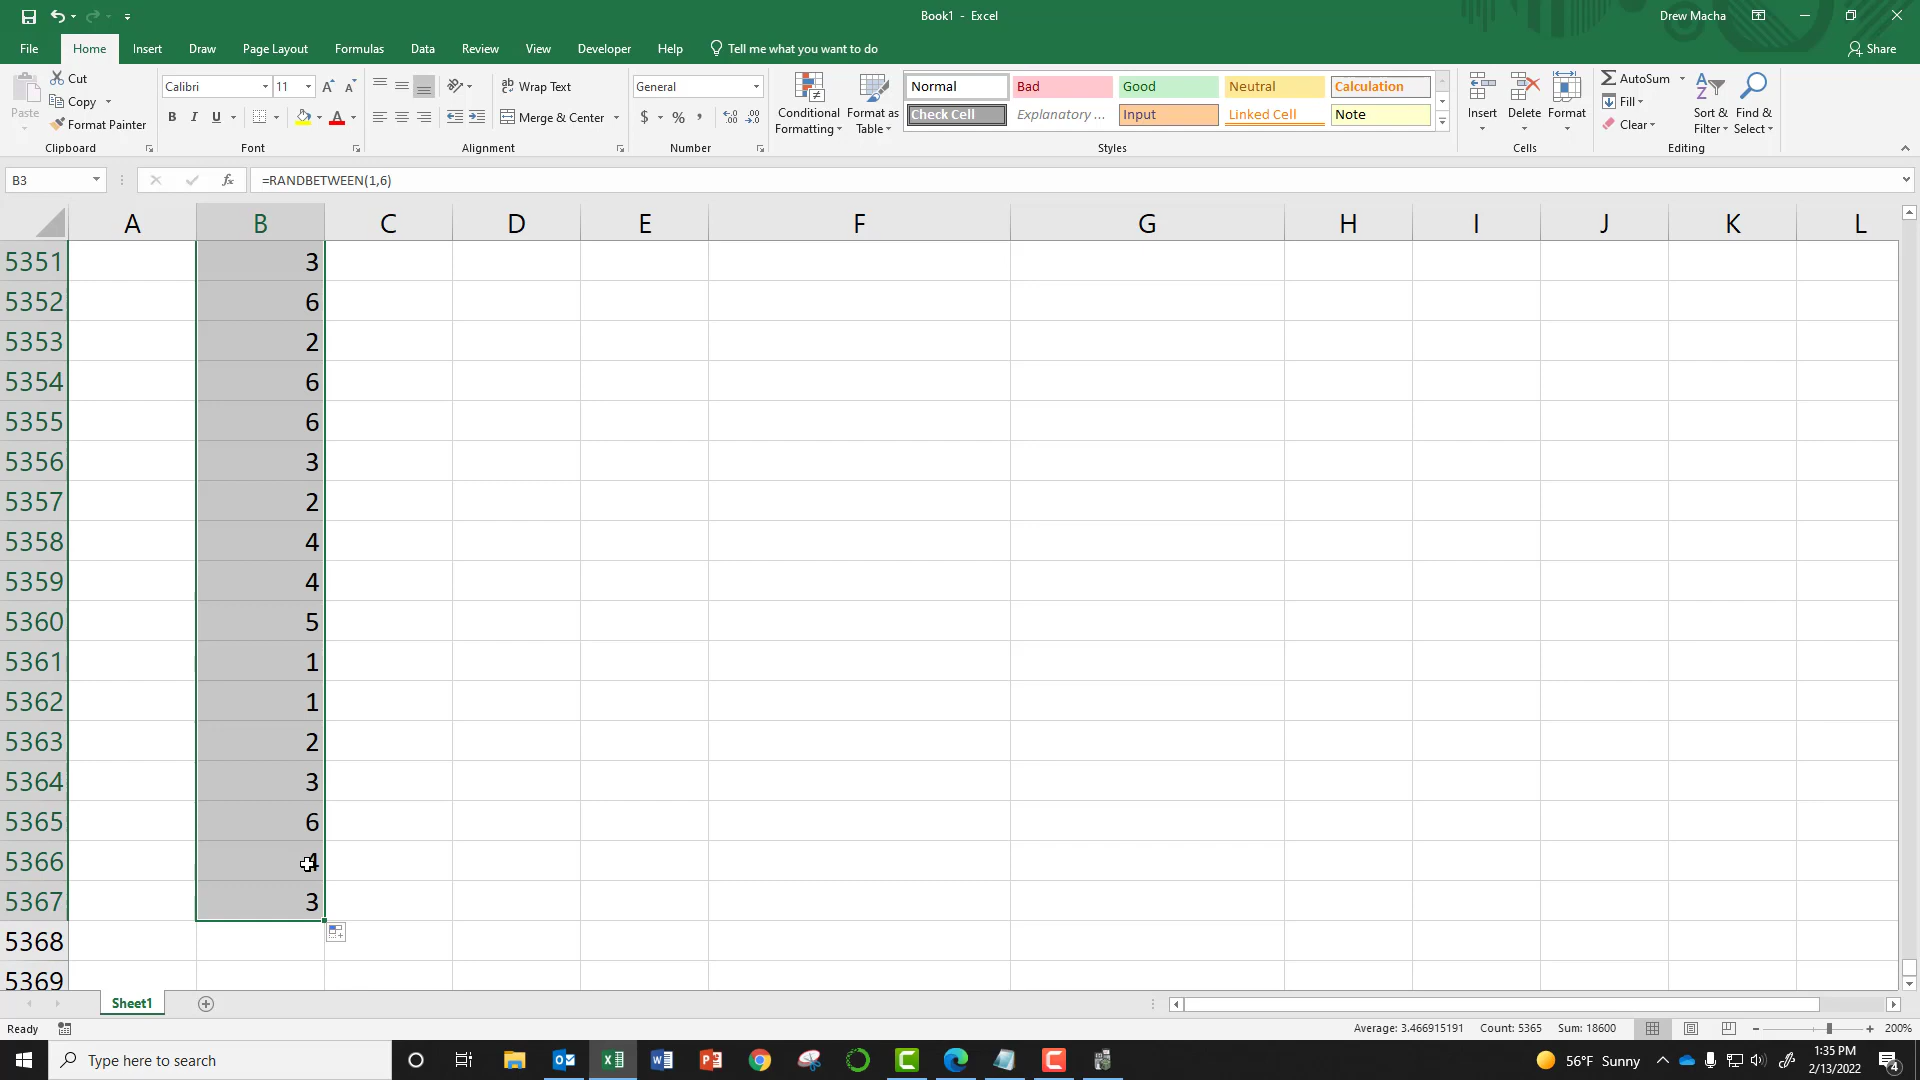 Book1 - Excel
Drew Macha
File Home Insert Draw Page Layout Formulas Data Review View Developer Help Tell me what you want to do Share
Paste
Cut
Copy
Format Painter
Clipboard
Calibri 11
B I U
Font
Wrap Text
Merge & Center
Alignment
General
$ % ,
Number
Conditional Formatting
Format as Table
Normal Bad Good Neutral Calculation
Check Cell Explanatory ... Input Linked Cell Note
Styles
Insert Delete Format
Cells
AutoSum
Fill
Clear
Sort & Filter
Find & Select
Editing
B3 fx =RANDBETWEEN(1,6)
A B C D E F G H I J K L
5351 3
5352 6
5353 2
5354 6
5355 6
5356 3
5357 2
5358 4
5359 4
5360 5
5361 1
5362 1
5363 2
5364 3
5365 6
5366 4
5367 3
5368
5369
Sheet1
Ready
Average: 3.466915191 Count: 5365 Sum: 18600 200%
Type here to search
56°F Sunny
1:35 PM
2/13/2022
4